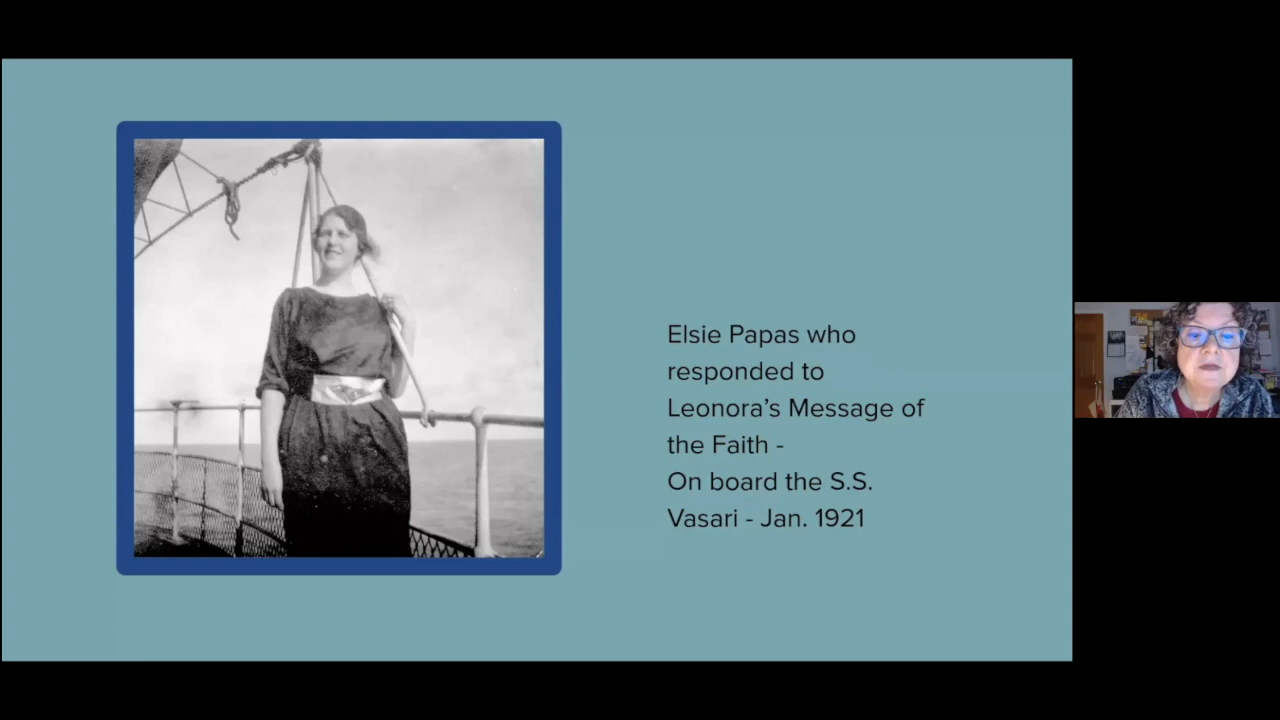 Elsie Papas who
responded to
Leonora’s Message of
the Faith -
On board the S.S.
Vasari - Jan. 1921